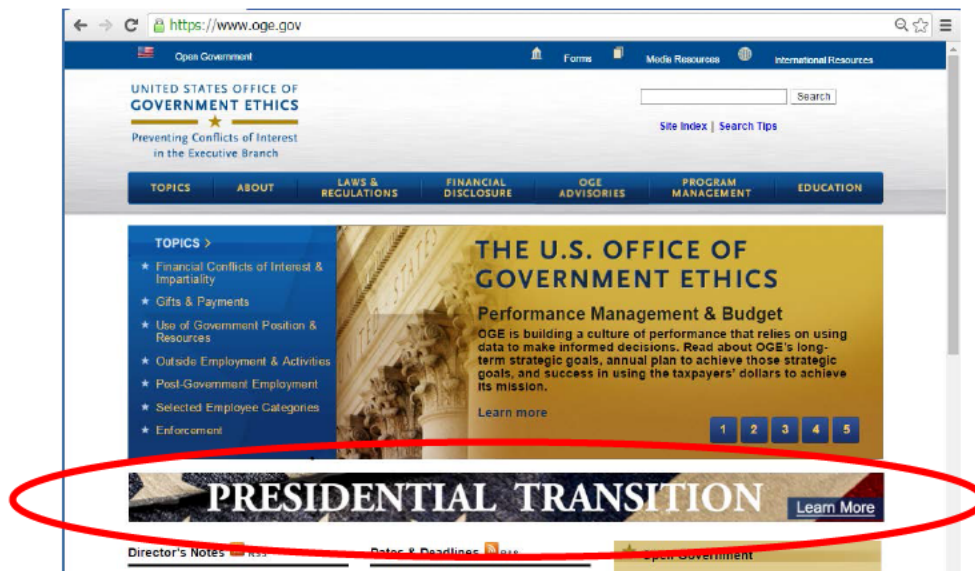 https://www.oge.gov
Open Government
Forms
Media Resources
International Resources
UNITED STATES OFFICE OF
GOVERNMENT ETHICS
Preventing Conflicts of Interest
in the Executive Branch
Search
Site Index | Search Tips
TOPICS
ABOUT
LAWS &
REGULATIONS
FINANCIAL
DISCLOSURE
OGE
ADVISORIES
PROGRAM
MANAGEMENT
EDUCATION
TOPICS >
Financial Conflicts of Interest &
Impartiality
Gifts & Payments
Use of Government Position &
Resources
Outside Employment & Activities
Post-Government Employment
Selected Employee Categories
Enforcement
THE U.S. OFFICE OF
GOVERNMENT ETHICS
Performance Management & Budget
OGE is building a culture of performance that relies on using
data to make informed decisions. Read about OGE's long-
term strategic goals, annual plan to achieve those strategic
goals, and success in using the taxpayers' dollars to achieve
its mission.
Learn more
1 2 3 4 5
PRESIDENTIAL TRANSITION
Learn More
Director's Notes RSS
Dates & Deadlines RSS
Open Government